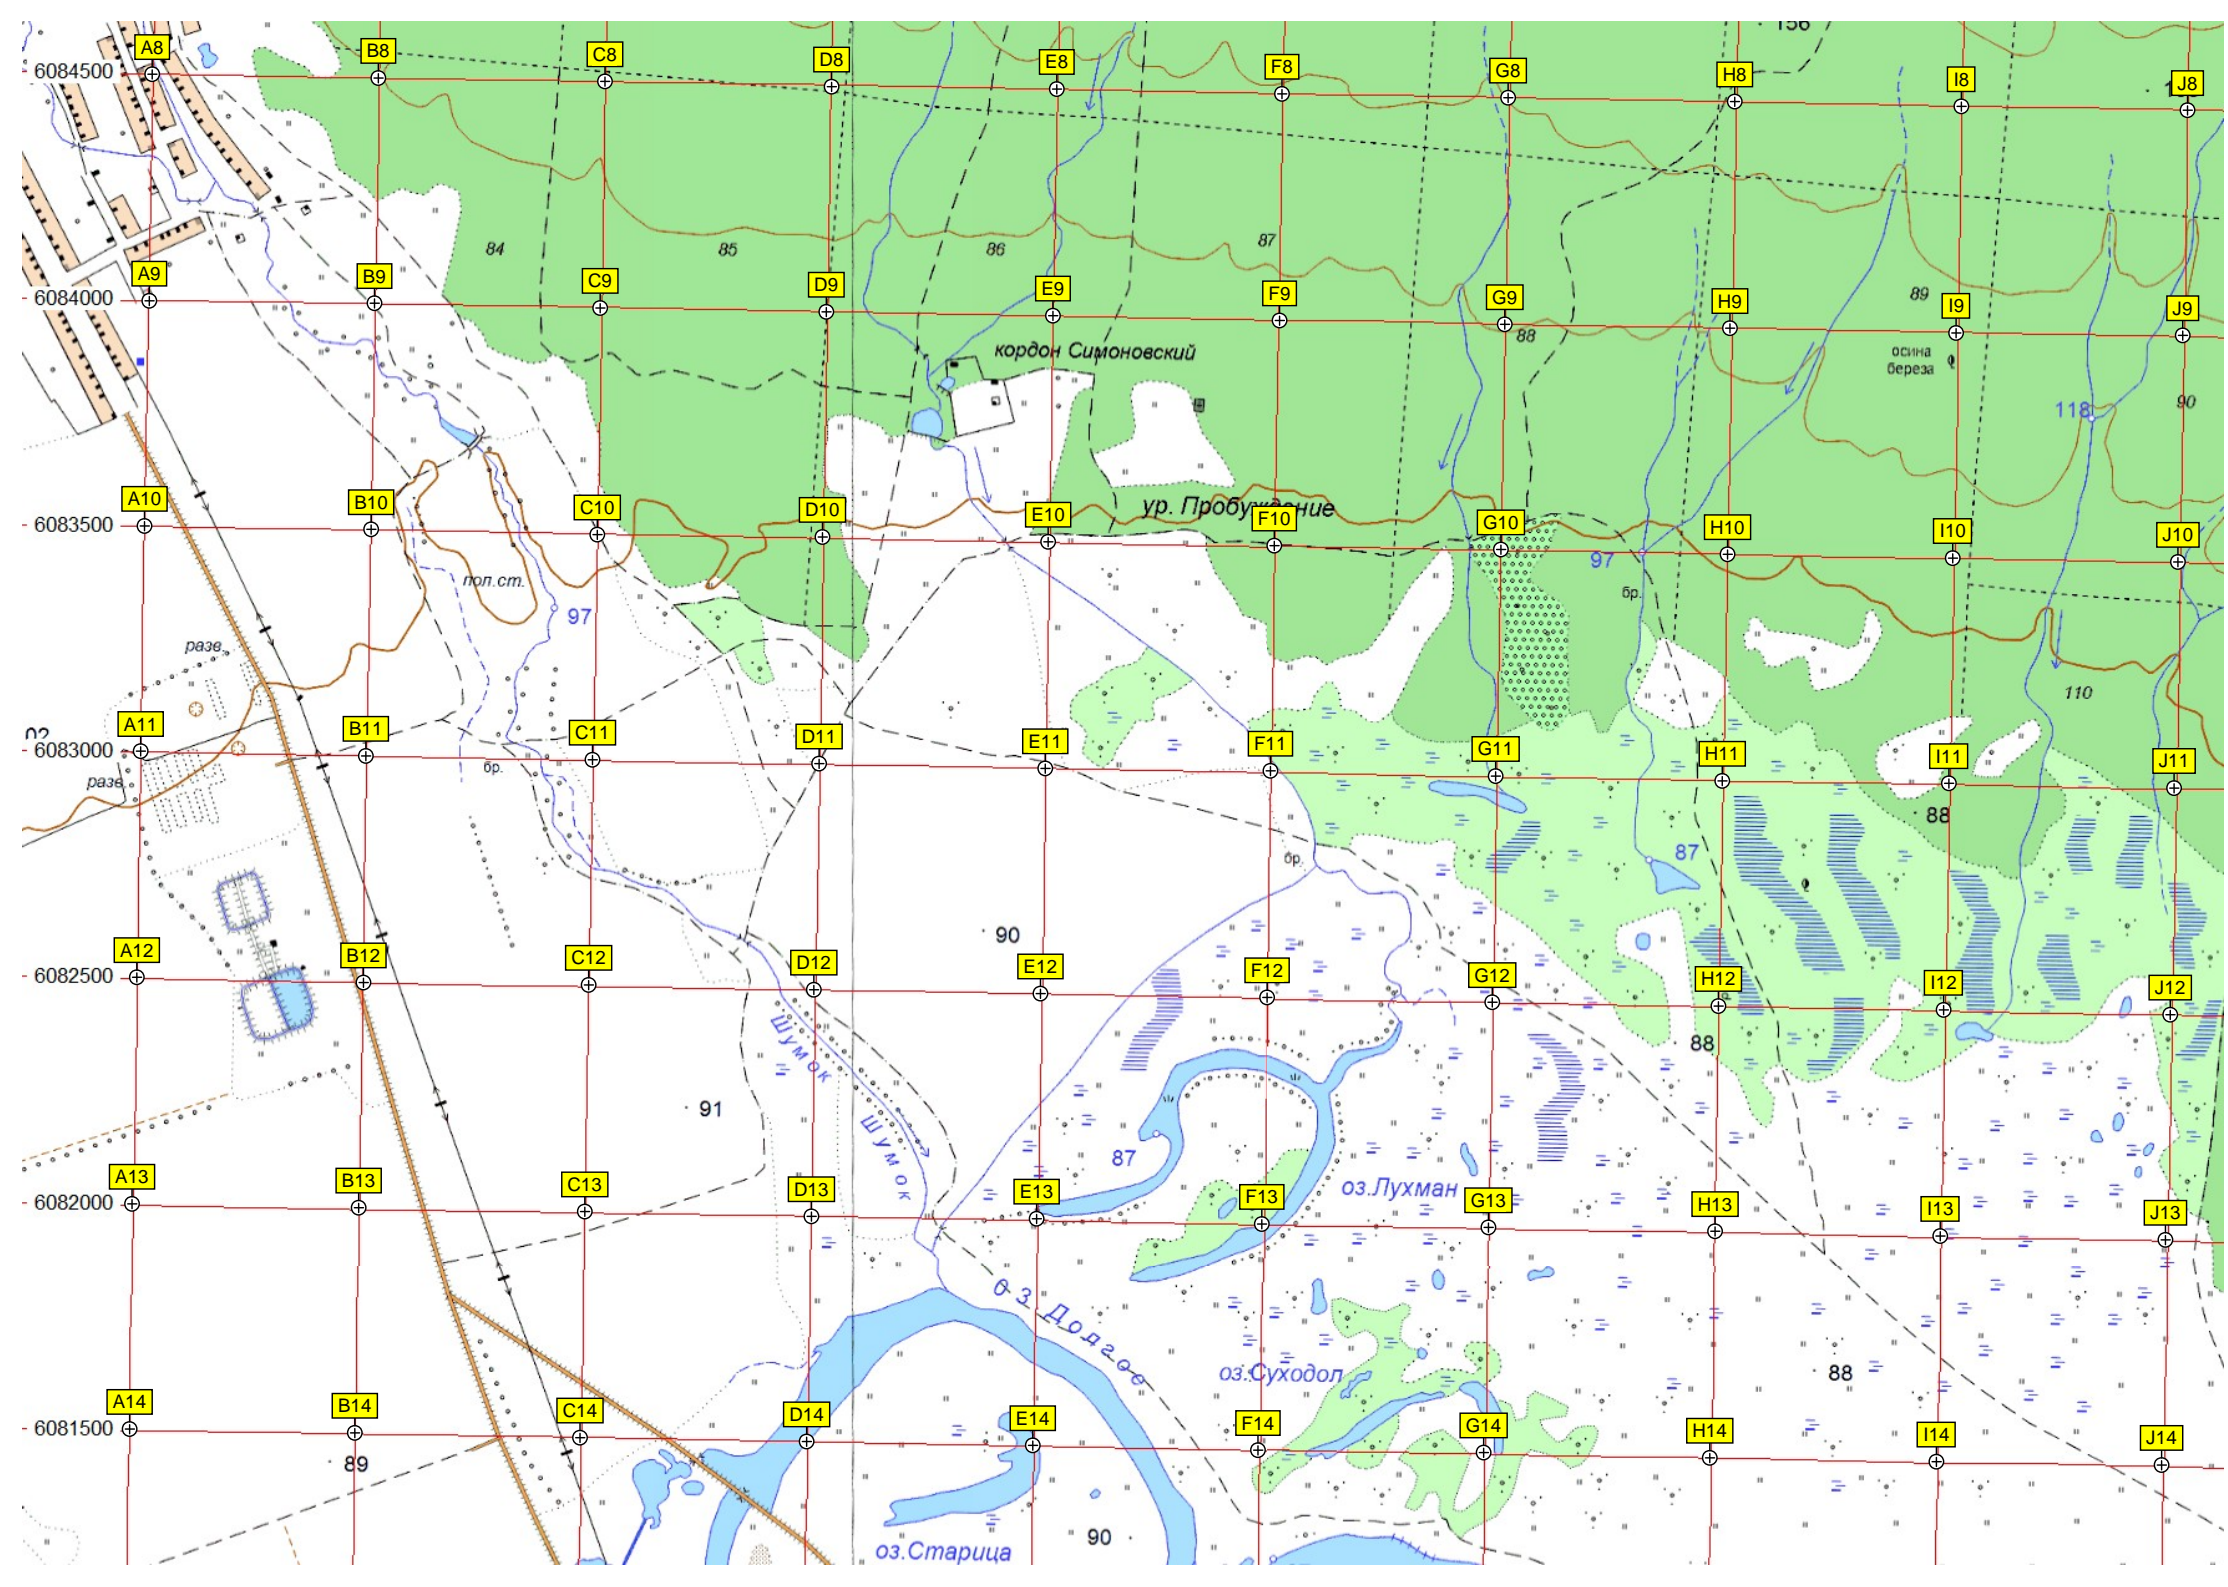 156
A8
B8
C8
D8
E8
F8
G8
H8
I8
J8
6084500
84
85
86
87
A9
B9
C9
D9
E9
F9
G9
H9
89
I9
J9
6084000
88
кордон Симоновский
осина
береза
118
90
A10
B10
C10
D10
E10
ур. Пробуждение
F10
G10
H10
I10
J10
6083500
97
пол.ст.
бр.
97
разв.
110
A11
B11
C11
D11
E11
F11
G11
H11
I11
J11
6083000
бр.
разв.
88
87
бр.
90
A12
B12
C12
D12
E12
F12
G12
H12
I12
J12
6082500
Шумок
88
91
Шумок
87
A13
B13
C13
D13
E13
F13
оз.Лухман
G13
H13
I13
J13
6082000
оз. Долгое
оз.Суходол
88
A14
B14
C14
D14
E14
F14
G14
H14
I14
J14
6081500
89
90
оз.Старица